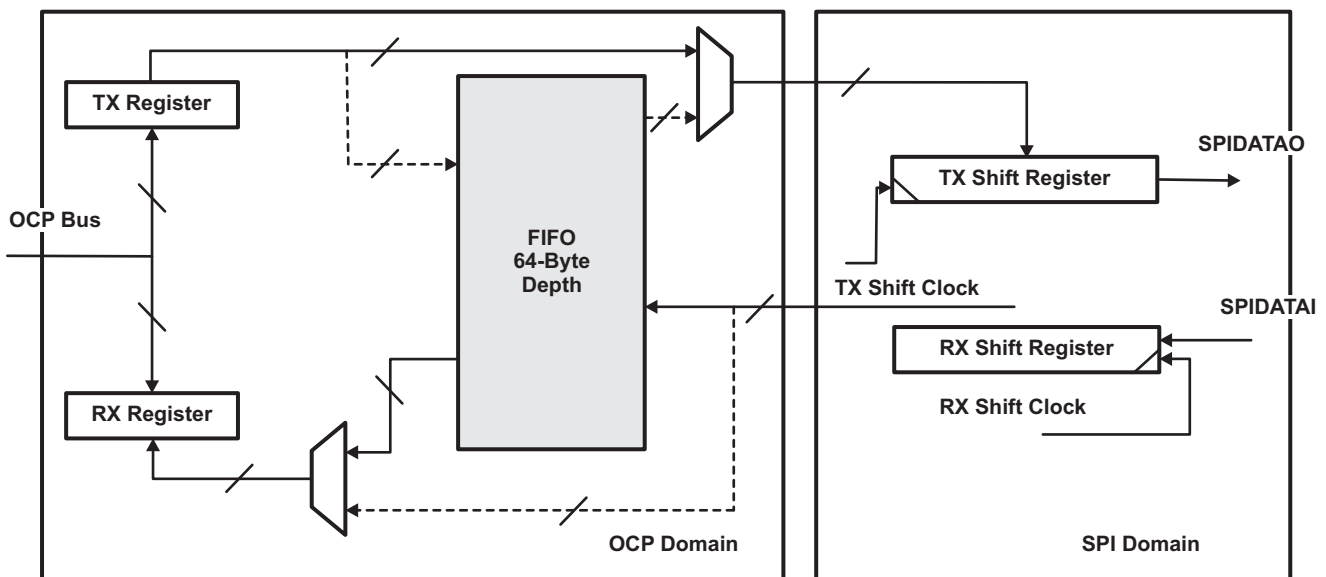 TX Register
SPIDATAO
TX Shift Register
OCP Bus
FIFO
64-Byte
Depth
TX Shift Clock
SPIDATAI
RX Shift Register
RX Register
RX Shift Clock
OCP Domain
SPI Domain